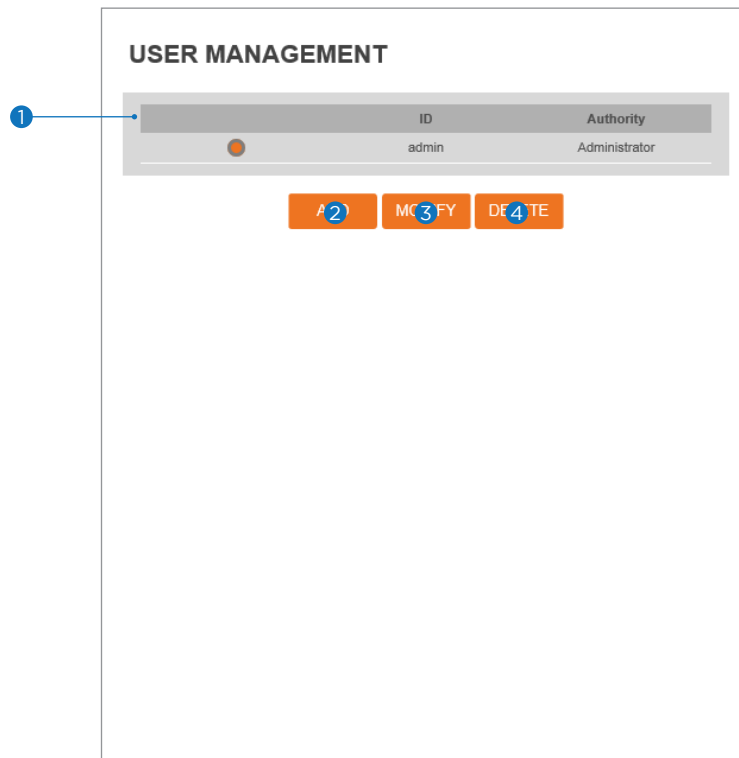 USER MANAGEMENT
1
ID Authority
admin Administrator
2 3 4